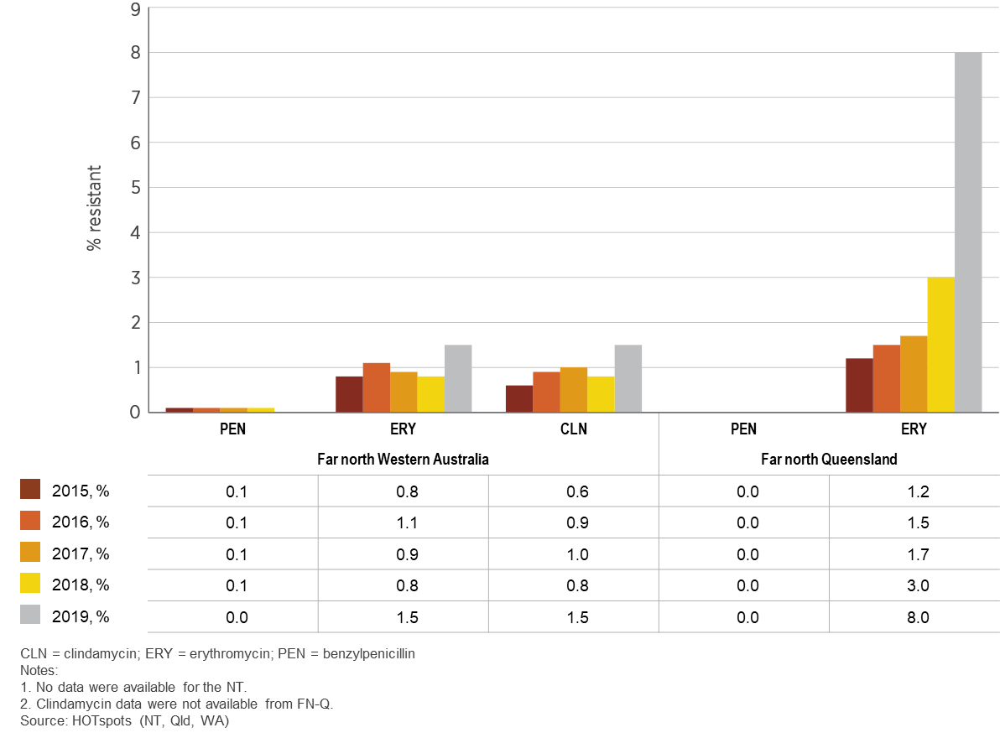 9
8
7
6
5
4
3
2
1
0
% resistant
PEN ERY CLN PEN ERY
Far north Western Australia Far north Queensland
2015, % 0.1 0.8 0.6 0.0 1.2
2016, % 0.1 1.1 0.9 0.0 1.5
2017, % 0.1 0.9 1.0 0.0 1.7
2018, % 0.1 0.8 0.8 0.0 3.0
2019, % 0.0 1.5 1.5 0.0 8.0
CLN = clindamycin; ERY = erythromycin; PEN = benzylpenicillin
Notes:
1. No data were available for the NT.
2. Clindamycin data were not available from FN-Q.
Source: HOTspots (NT, Qld, WA)